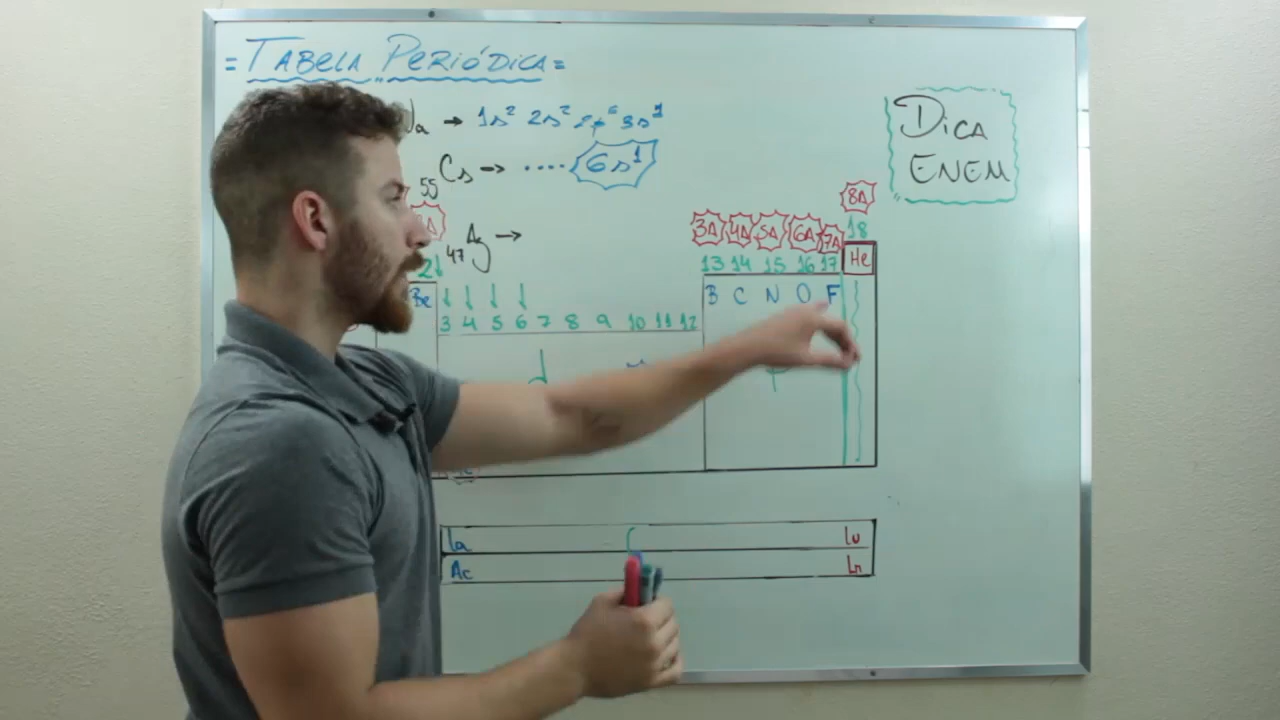 = TABELA PERIÓDICA =
DICA
ENEM
a → 1s² 2s² 2p⁶ 3s¹
55 Cs → ..... 6s¹
47 Ag →
8A
18
3A 4A 5A 6A 7A
13 14 15 16 17 He
2
Be
B C N O F
3 4 5 6 7 8 9 10 11 12
d
La Lu
Ac Lr